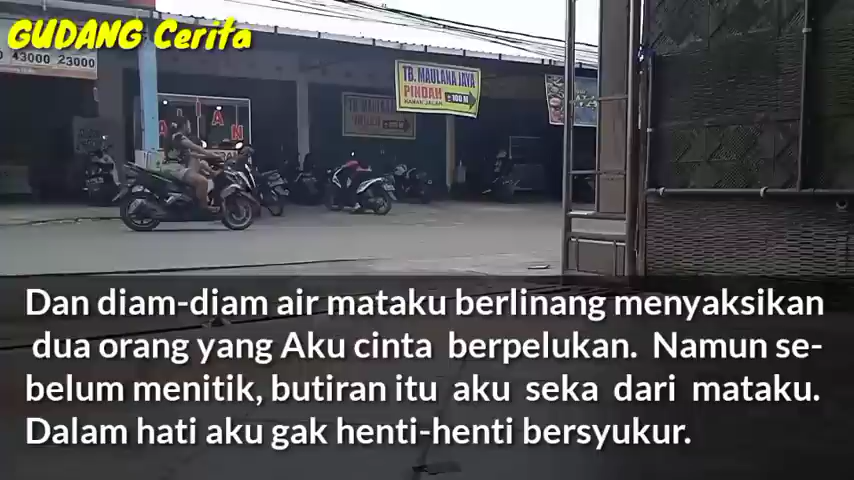 GUDANG Cerita
43000 23000
TB. MAULANA JAYA
PINDAH
± 100 M
Dan diam-diam air mataku berlinang menyaksikan
dua orang yang Aku cinta berpelukan. Namun se-
belum menitik, butiran itu aku seka dari mataku.
Dalam hati aku gak henti-henti bersyukur.